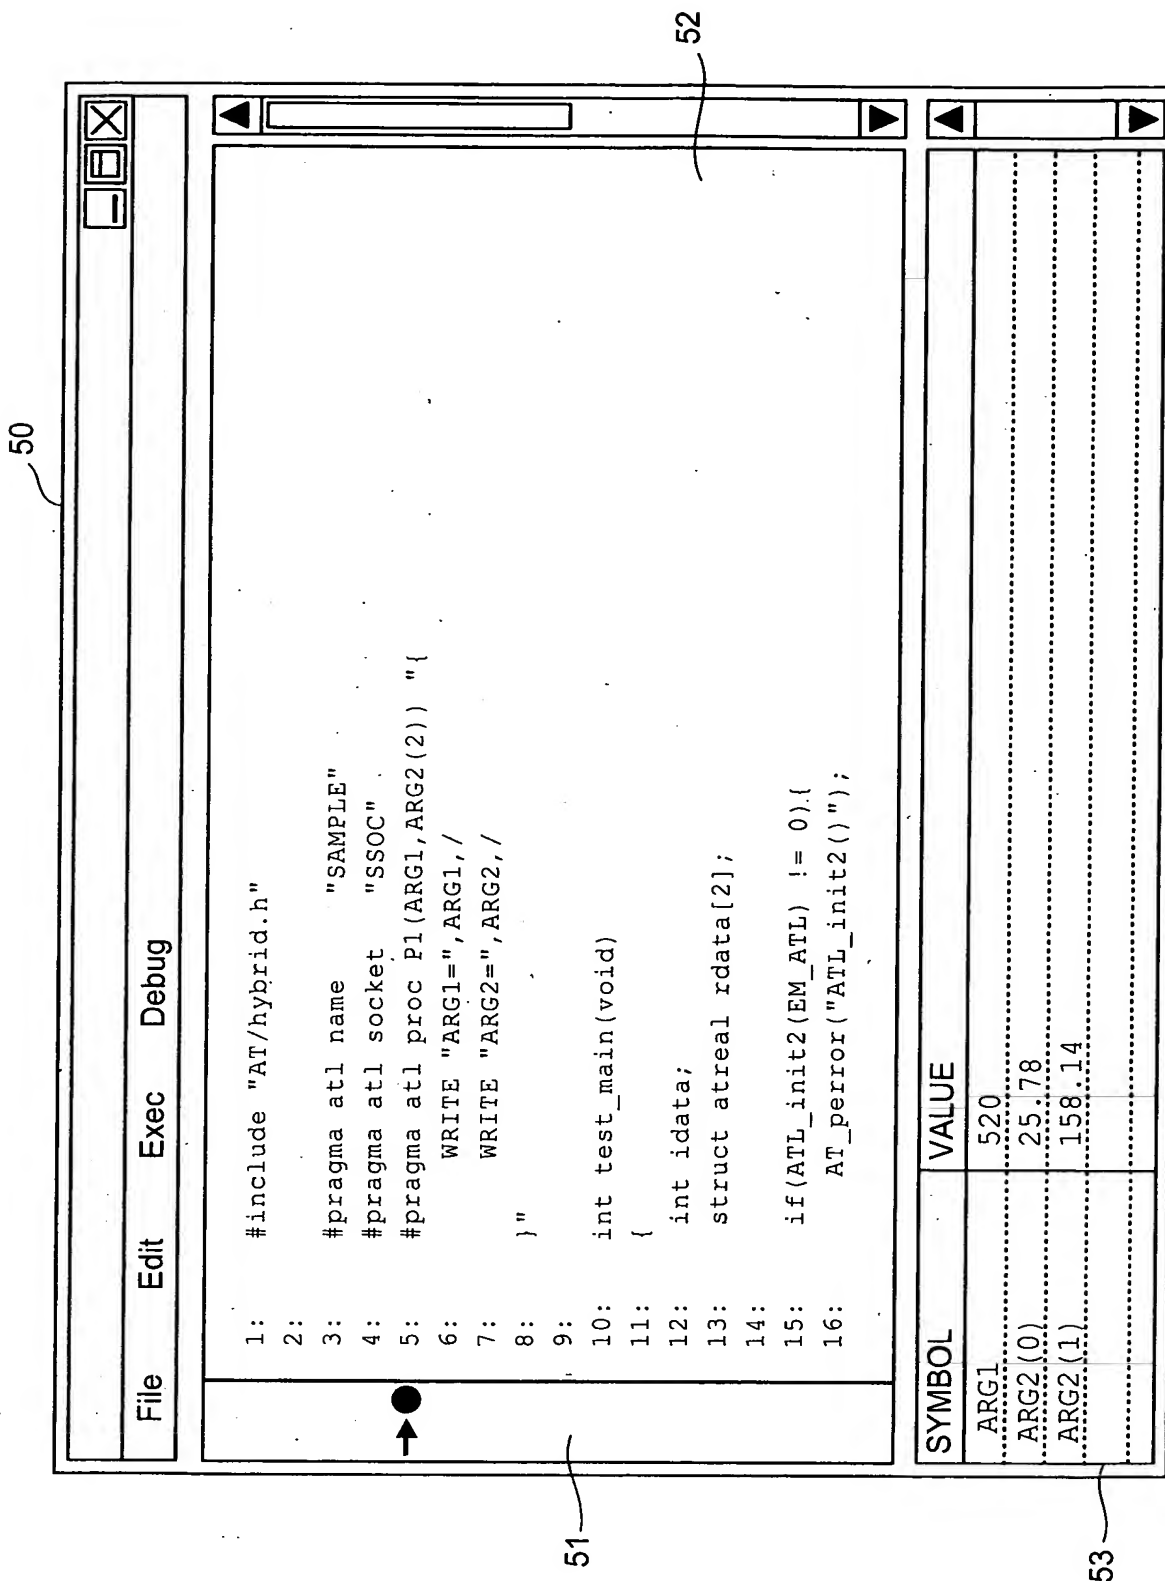 50
File Edit Exec Debug
1: #include "AT/hybrid.h"
2:
3: #pragma atl name "SAMPLE"
4: #pragma atl socket "SSOC"
5: #pragma atl proc P1(ARG1,ARG2(2)) "{
6: WRITE "ARG1=",ARG1,/
7: WRITE "ARG2=",ARG2,/
8: }"
9:
10: int test_main(void)
11: {
12: int idata;
13: struct atreal rdata[2];
14:
15: if(ATL_init2(EM_ATL) != 0){
16: AT_perror("ATL_init2()");
51
52
SYMBOL VALUE
ARG1 520
ARG2(0) 25.78
ARG2(1) 158.14
53